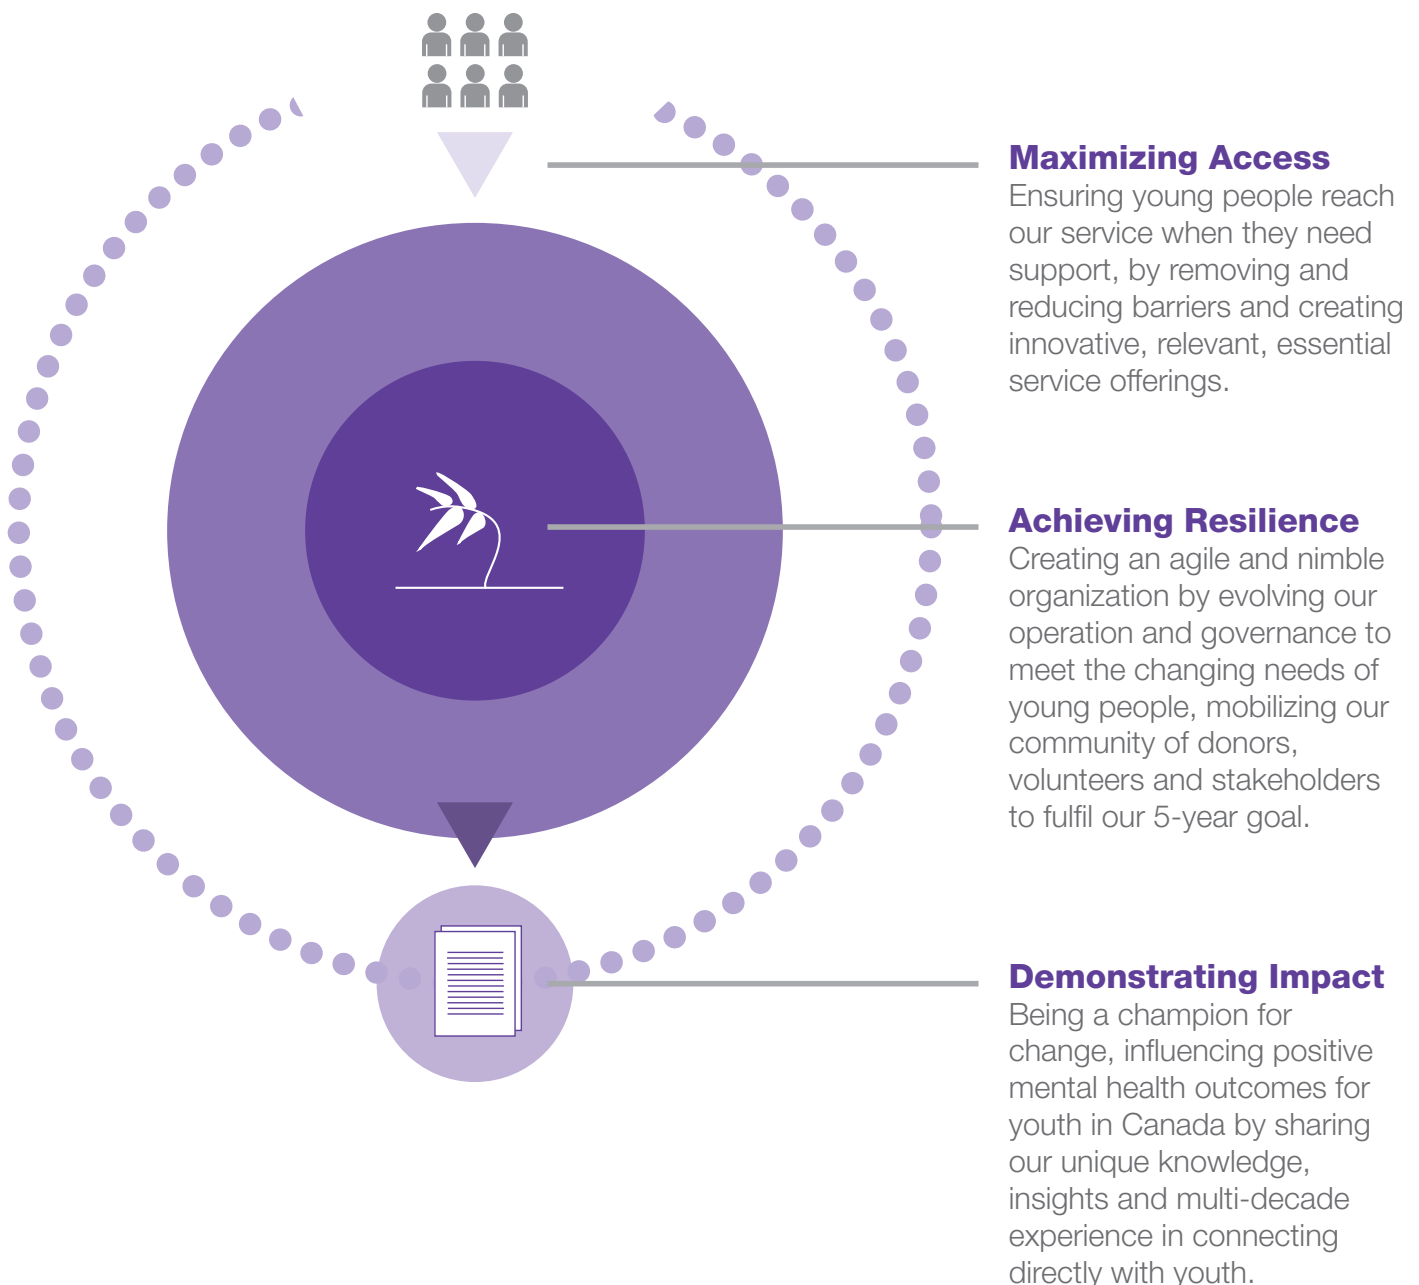 Maximizing Access
Ensuring young people reach
our service when they need
support, by removing and
reducing barriers and creating
innovative, relevant, essential
service offerings.
Achieving Resilience
Creating an agile and nimble
organization by evolving our
operation and governance to
meet the changing needs of
young people, mobilizing our
community of donors,
volunteers and stakeholders
to fulfil our 5-year goal.
Demonstrating Impact
Being a champion for
change, influencing positive
mental health outcomes for
youth in Canada by sharing
our unique knowledge,
insights and multi-decade
experience in connecting
directly with youth.